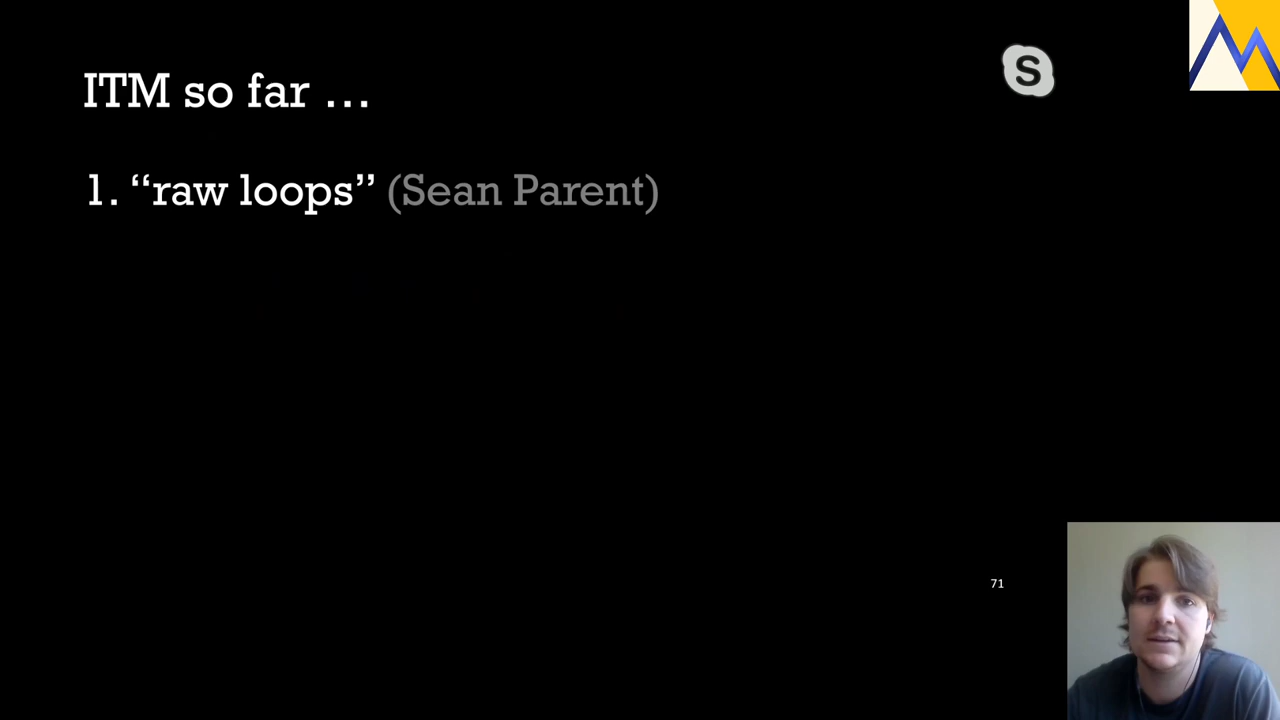 ITM so far …
S
1. “raw loops” (Sean Parent)
71